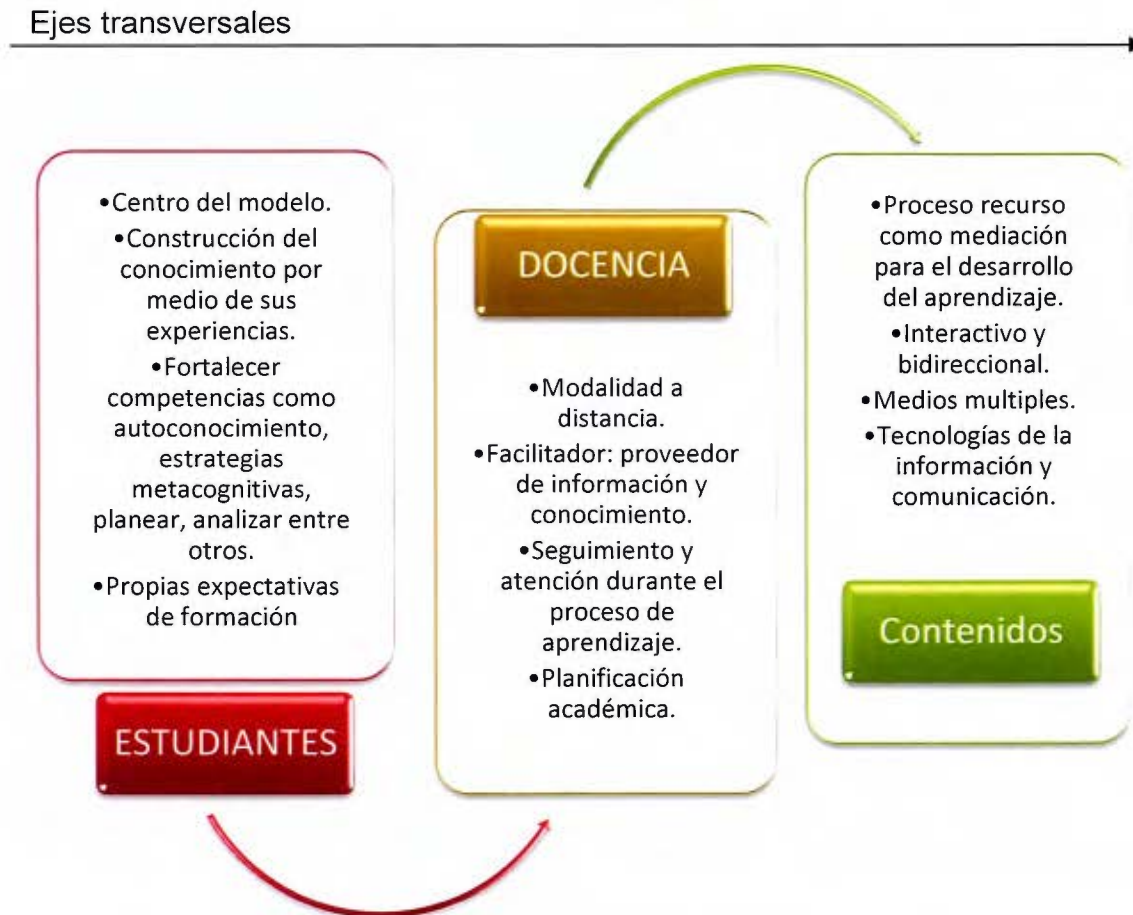 Ejes transversales
•Centro del modelo.
•Construcción del
conocimiento por
medio de sus
experiencias.
•Fortalecer
competencias como
autoconocimiento,
estrategias
metacognitivas,
planear, analizar entre
otros.
•Propias expectativas
de formación
ESTUDIANTES
DOCENCIA
•Modalidad a
distancia.
•Facilitador: proveedor
de información y
conocimiento.
•Seguimiento y
atención durante el
proceso de
aprendizaje.
•Planificación
académica.
•Proceso recurso
como mediación
para el desarrollo
del aprendizaje.
•Interactivo y
bidireccional.
•Medios multiples.
•Tecnologías de la
información y
comunicación.
Contenidos